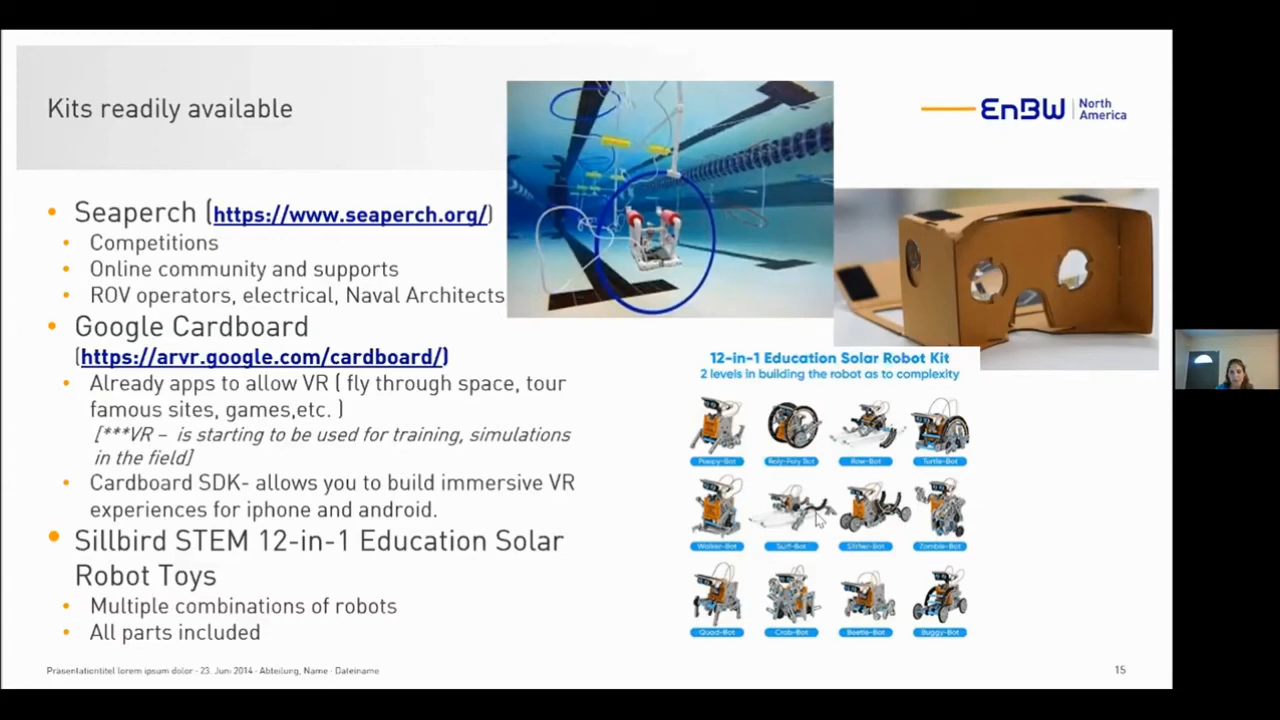 Kits readily available
EnBW | North America
• Seaperch (https://www.seaperch.org/)
• Competitions
• Online community and supports
• ROV operators, electrical, Naval Architects
• Google Cardboard
(https://arvr.google.com/cardboard/)
• Already apps to allow VR ( fly through space, tour
famous sites, games,etc. )
[***VR – is starting to be used for training, simulations
in the field]
• Cardboard SDK- allows you to build immersive VR
experiences for iphone and android.
• Sillbird STEM 12-in-1 Education Solar
Robot Toys
• Multiple combinations of robots
• All parts included
12-in-1 Education Solar Robot Kit
2 levels in building the robot as to complexity
Poopy-Bot Roly-Poly Bot Row-Bot Turtle-Bot
Walker-Bot Surf-Bot Slither-Bot Zombie-Bot
Quad-Bot Crab-Bot Beetle-Bot Buggy-Bot
Präsentationtitel lorem ipsum dolor · 23. Juni 2014 · Abteilung, Name · Dateiname
15